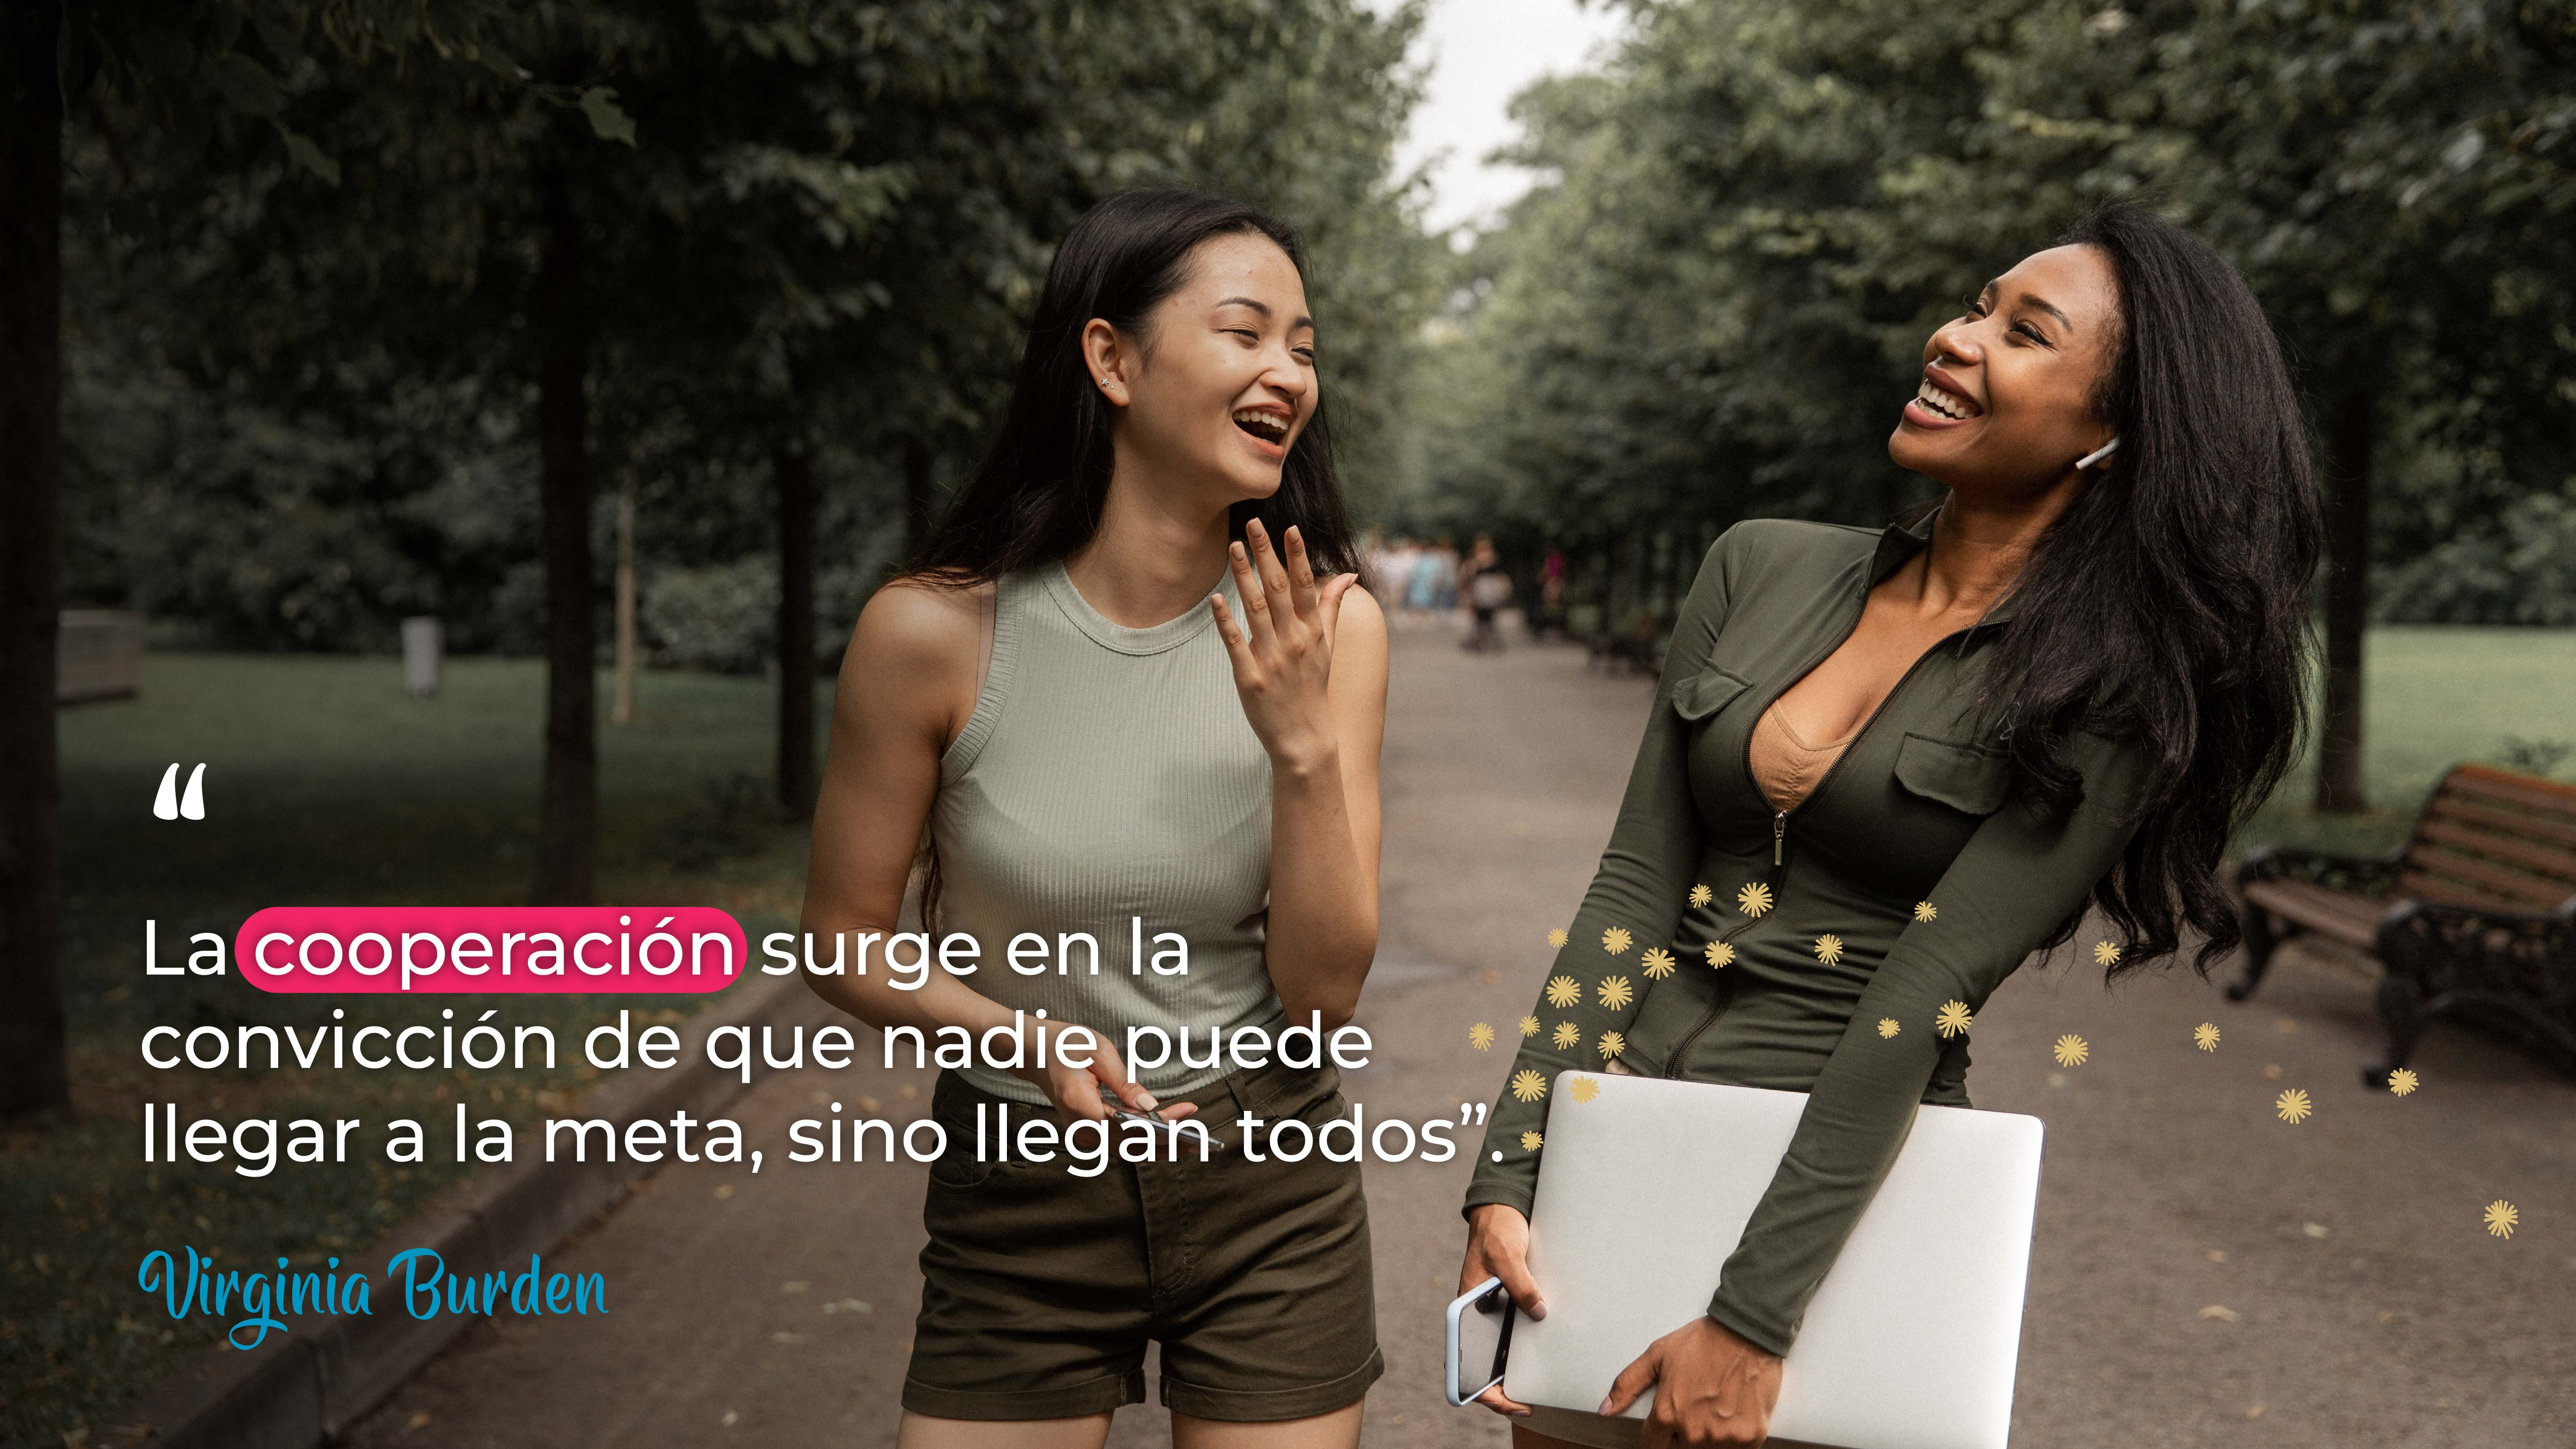 “
La cooperación surge en la
convicción de que nadie puede
llegar a la meta, sino llegan todos”.
Virginia Burden